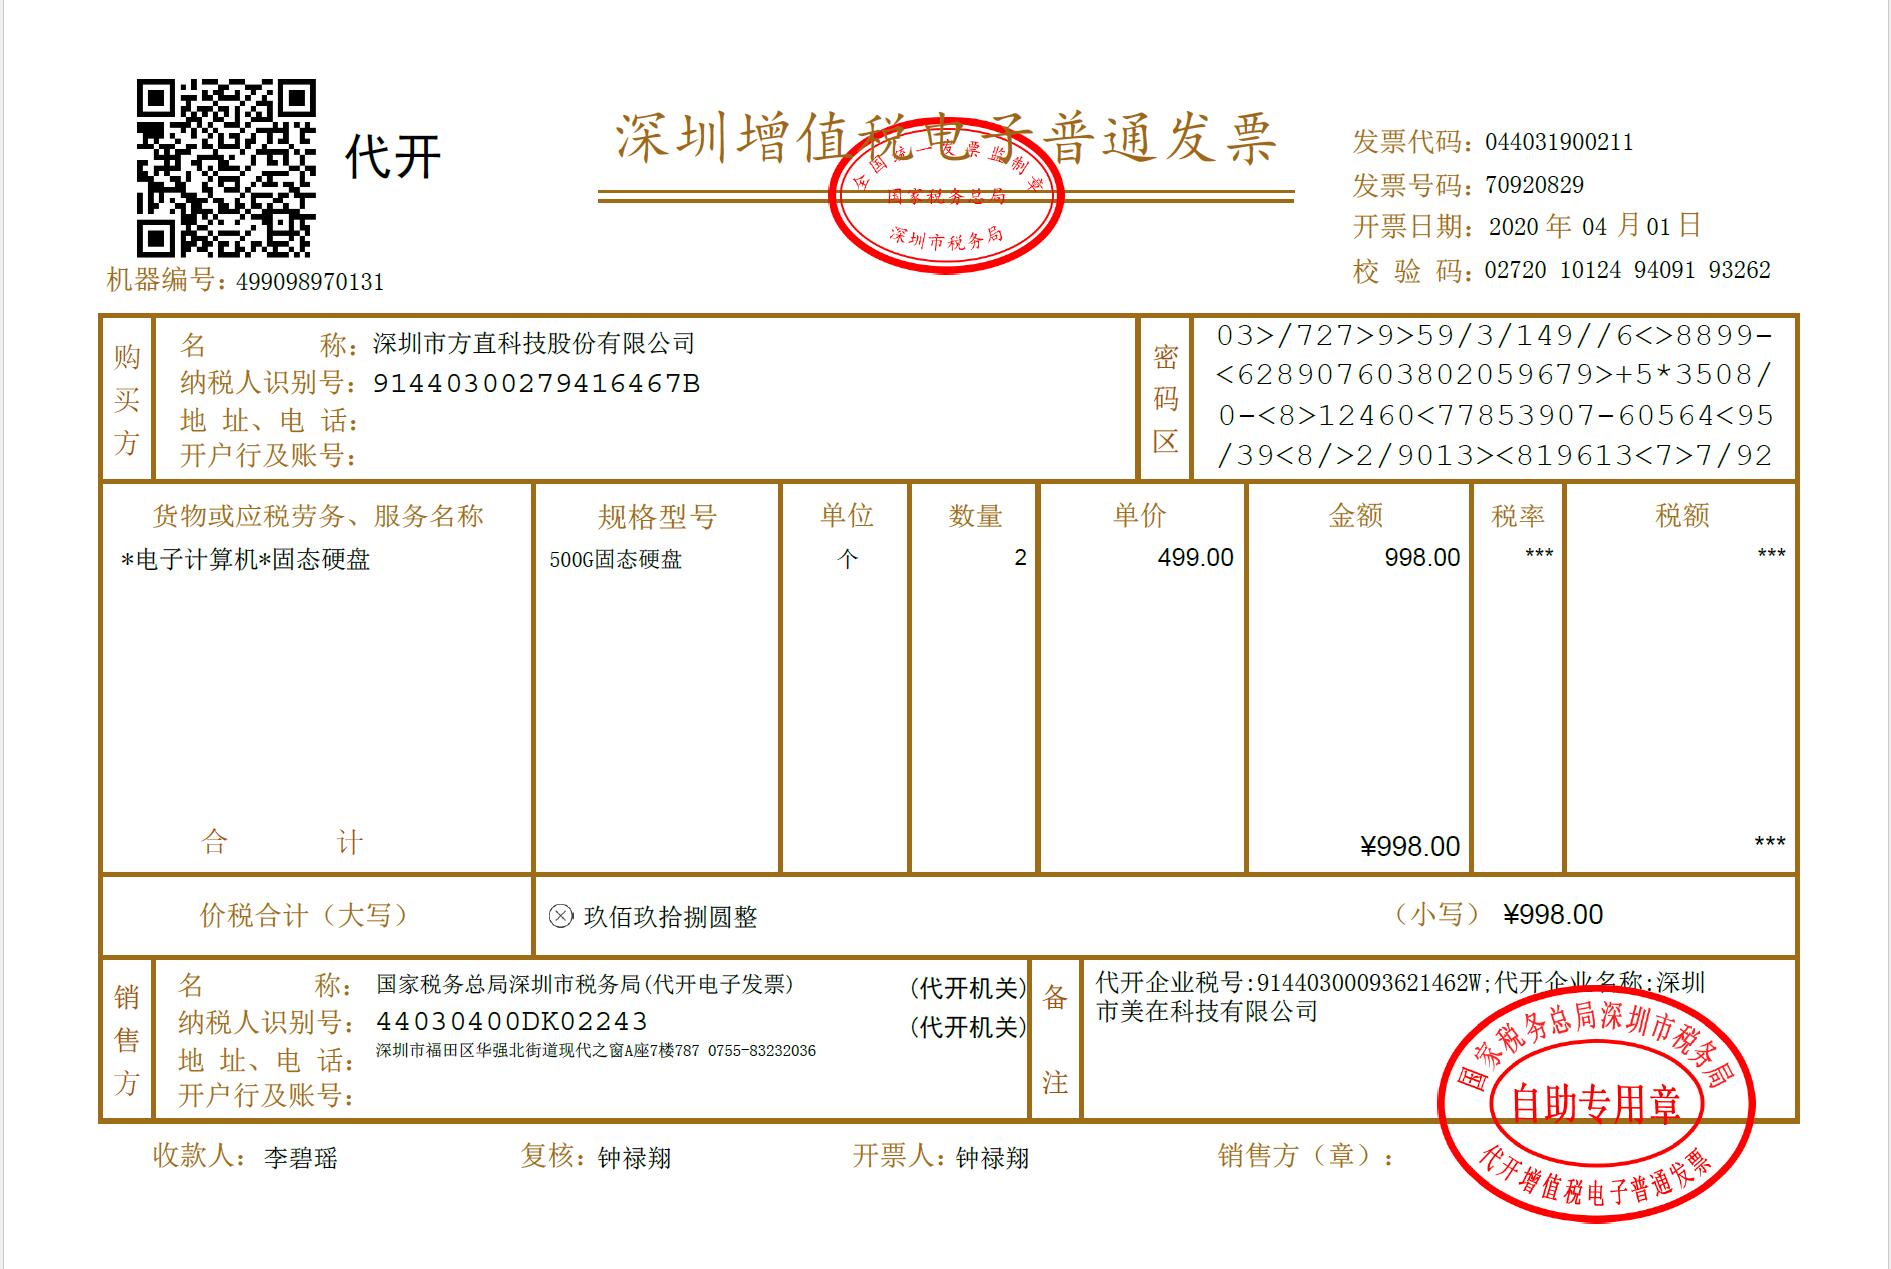 代开
深圳增值税电子普通发票
全国统一发票监制章
国家税务总局
深圳市税务局
发票代码：044031900211
发票号码：70920829
开票日期：2020 年 04 月 01 日
校 验 码：02720 10124 94091 93262
机器编号：499098970131
购买方
名 称：深圳市方直科技股份有限公司
纳税人识别号：91440300279416467B
地 址、电 话：
开户行及账号：
密码区
03>/727>9>59/3/149//6<>8899-
<628907603802059679>+5*3508/
0-<8>12460<77853907-60564<95
/39<8/>2/9013><819613<7>7/92
货物或应税劳务、服务名称 规格型号 单位 数量 单价 金额 税率 税额
*电子计算机*固态硬盘 500G固态硬盘 个 2 499.00 998.00 *** ***
合 计 ¥998.00 ***
价税合计（大写） ⊗ 玖佰玖拾捌圆整 （小写） ¥998.00
销售方
名 称：国家税务总局深圳市税务局(代开电子发票) (代开机关)
纳税人识别号：44030400DK02243 (代开机关)
地 址、电 话：深圳市福田区华强北街道现代之窗A座7楼787 0755-83232036
开户行及账号：
备注
代开企业税号:91440300093621462W;代开企业名称:深圳
市美在科技有限公司
国家税务总局深圳市税务局
自助专用章
代开增值税电子普通发票
收款人：李碧瑶 复核：钟禄翔 开票人：钟禄翔 销售方（章）：